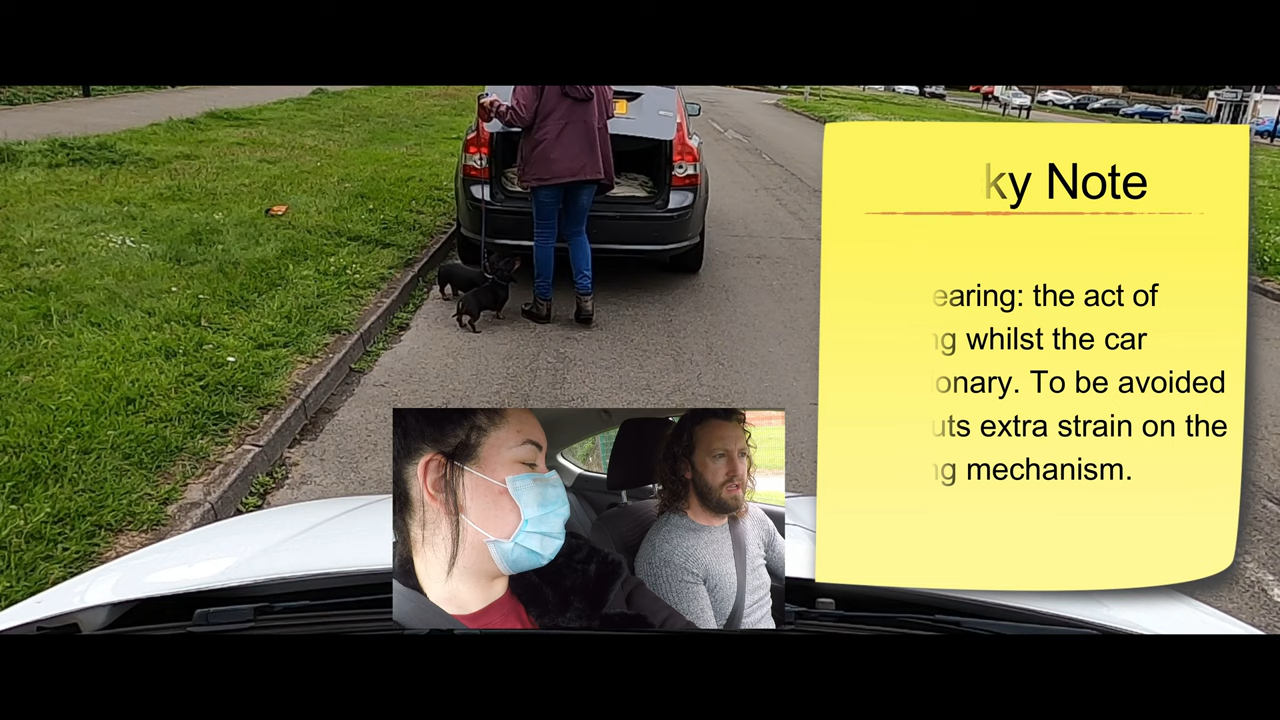 ky Note
earing: the act of
ng whilst the car
ionary. To be avoided
uts extra strain on the
ng mechanism.